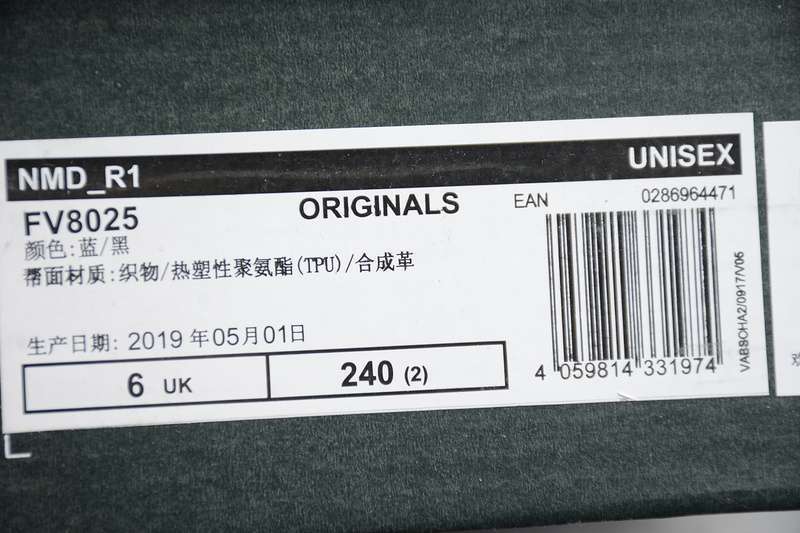 NMD_R1
UNISEX
FV8025
ORIGINALS
EAN
0286964471
颜色:蓝/黑
帮面材质:织物/热塑性聚氨酯(TPU)/合成革
生产日期: 2019 年05月01日
6 UK
240 (2)
4 059814 331974
VABSCHA2/0917/V06